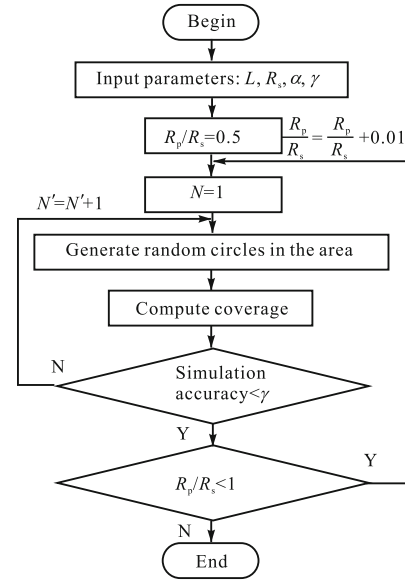 Begin
Input parameters: L, Rs, α, γ
Rp/Rs=0.5
Rp/Rs = Rp/Rs +0.01
N=1
N′=N′+1
Generate random circles in the area
Compute coverage
Simulation
accuracy<γ
N
Y
Rp/Rs<1
Y
N
End